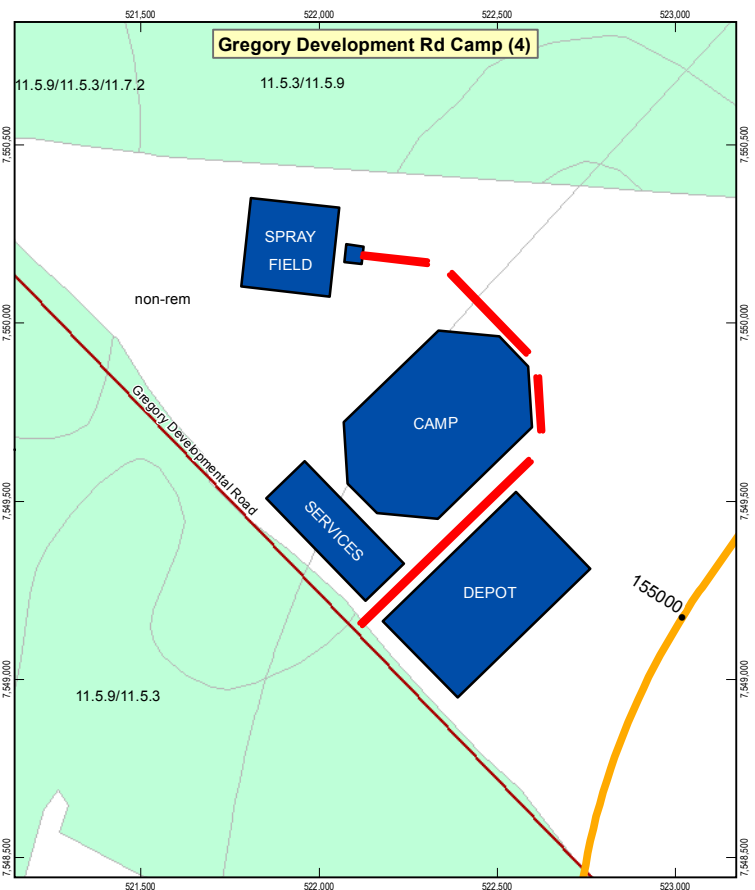 521,500
522,000
522,500
523,000
Gregory Development Rd Camp (4)
11.5.9/11.5.3/11.7.2
11.5.3/11.5.9
7,550,500
7,550,500
SPRAY
FIELD
non-rem
7,550,000
7,550,000
Gregory Developmental Road
CAMP
7,549,500
7,549,500
SERVICES
DEPOT
155000
7,549,000
7,549,000
11.5.9/11.5.3
7,548,500
7,548,500
521,500
522,000
522,500
523,000